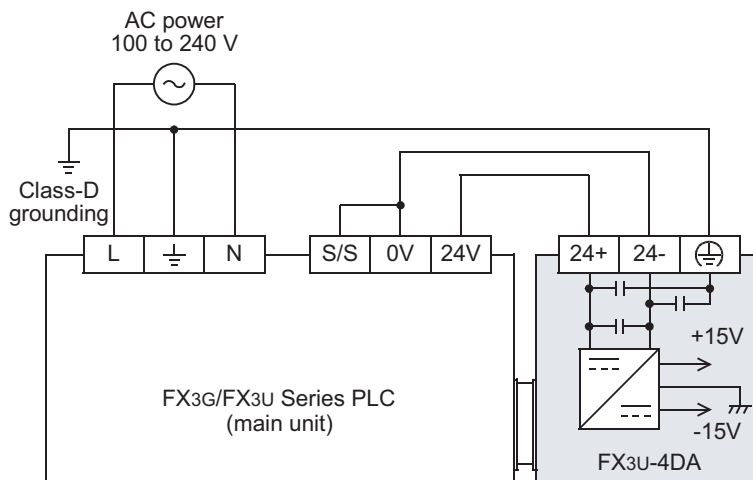 AC power
100 to 240 V
Class-D
grounding
L N S/S 0V 24V 24+ 24-
+15V
-15V
FX3G/FX3U Series PLC
(main unit)
FX3U-4DA